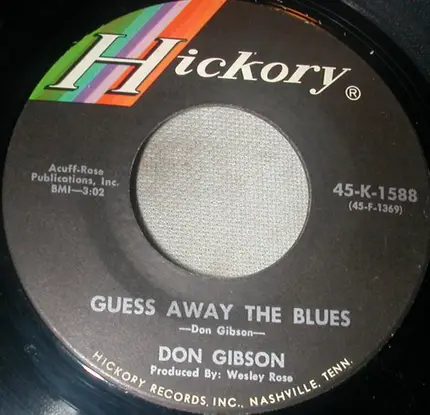 Hickory®
Acuff-Rose
Publications, Inc.
BMI—3:02
45-K-1588
(45-F-1369)
GUESS AWAY THE BLUES
—Don Gibson—
DON GIBSON
Produced By: Wesley Rose
HICKORY RECORDS, INC., NASHVILLE, TENN.